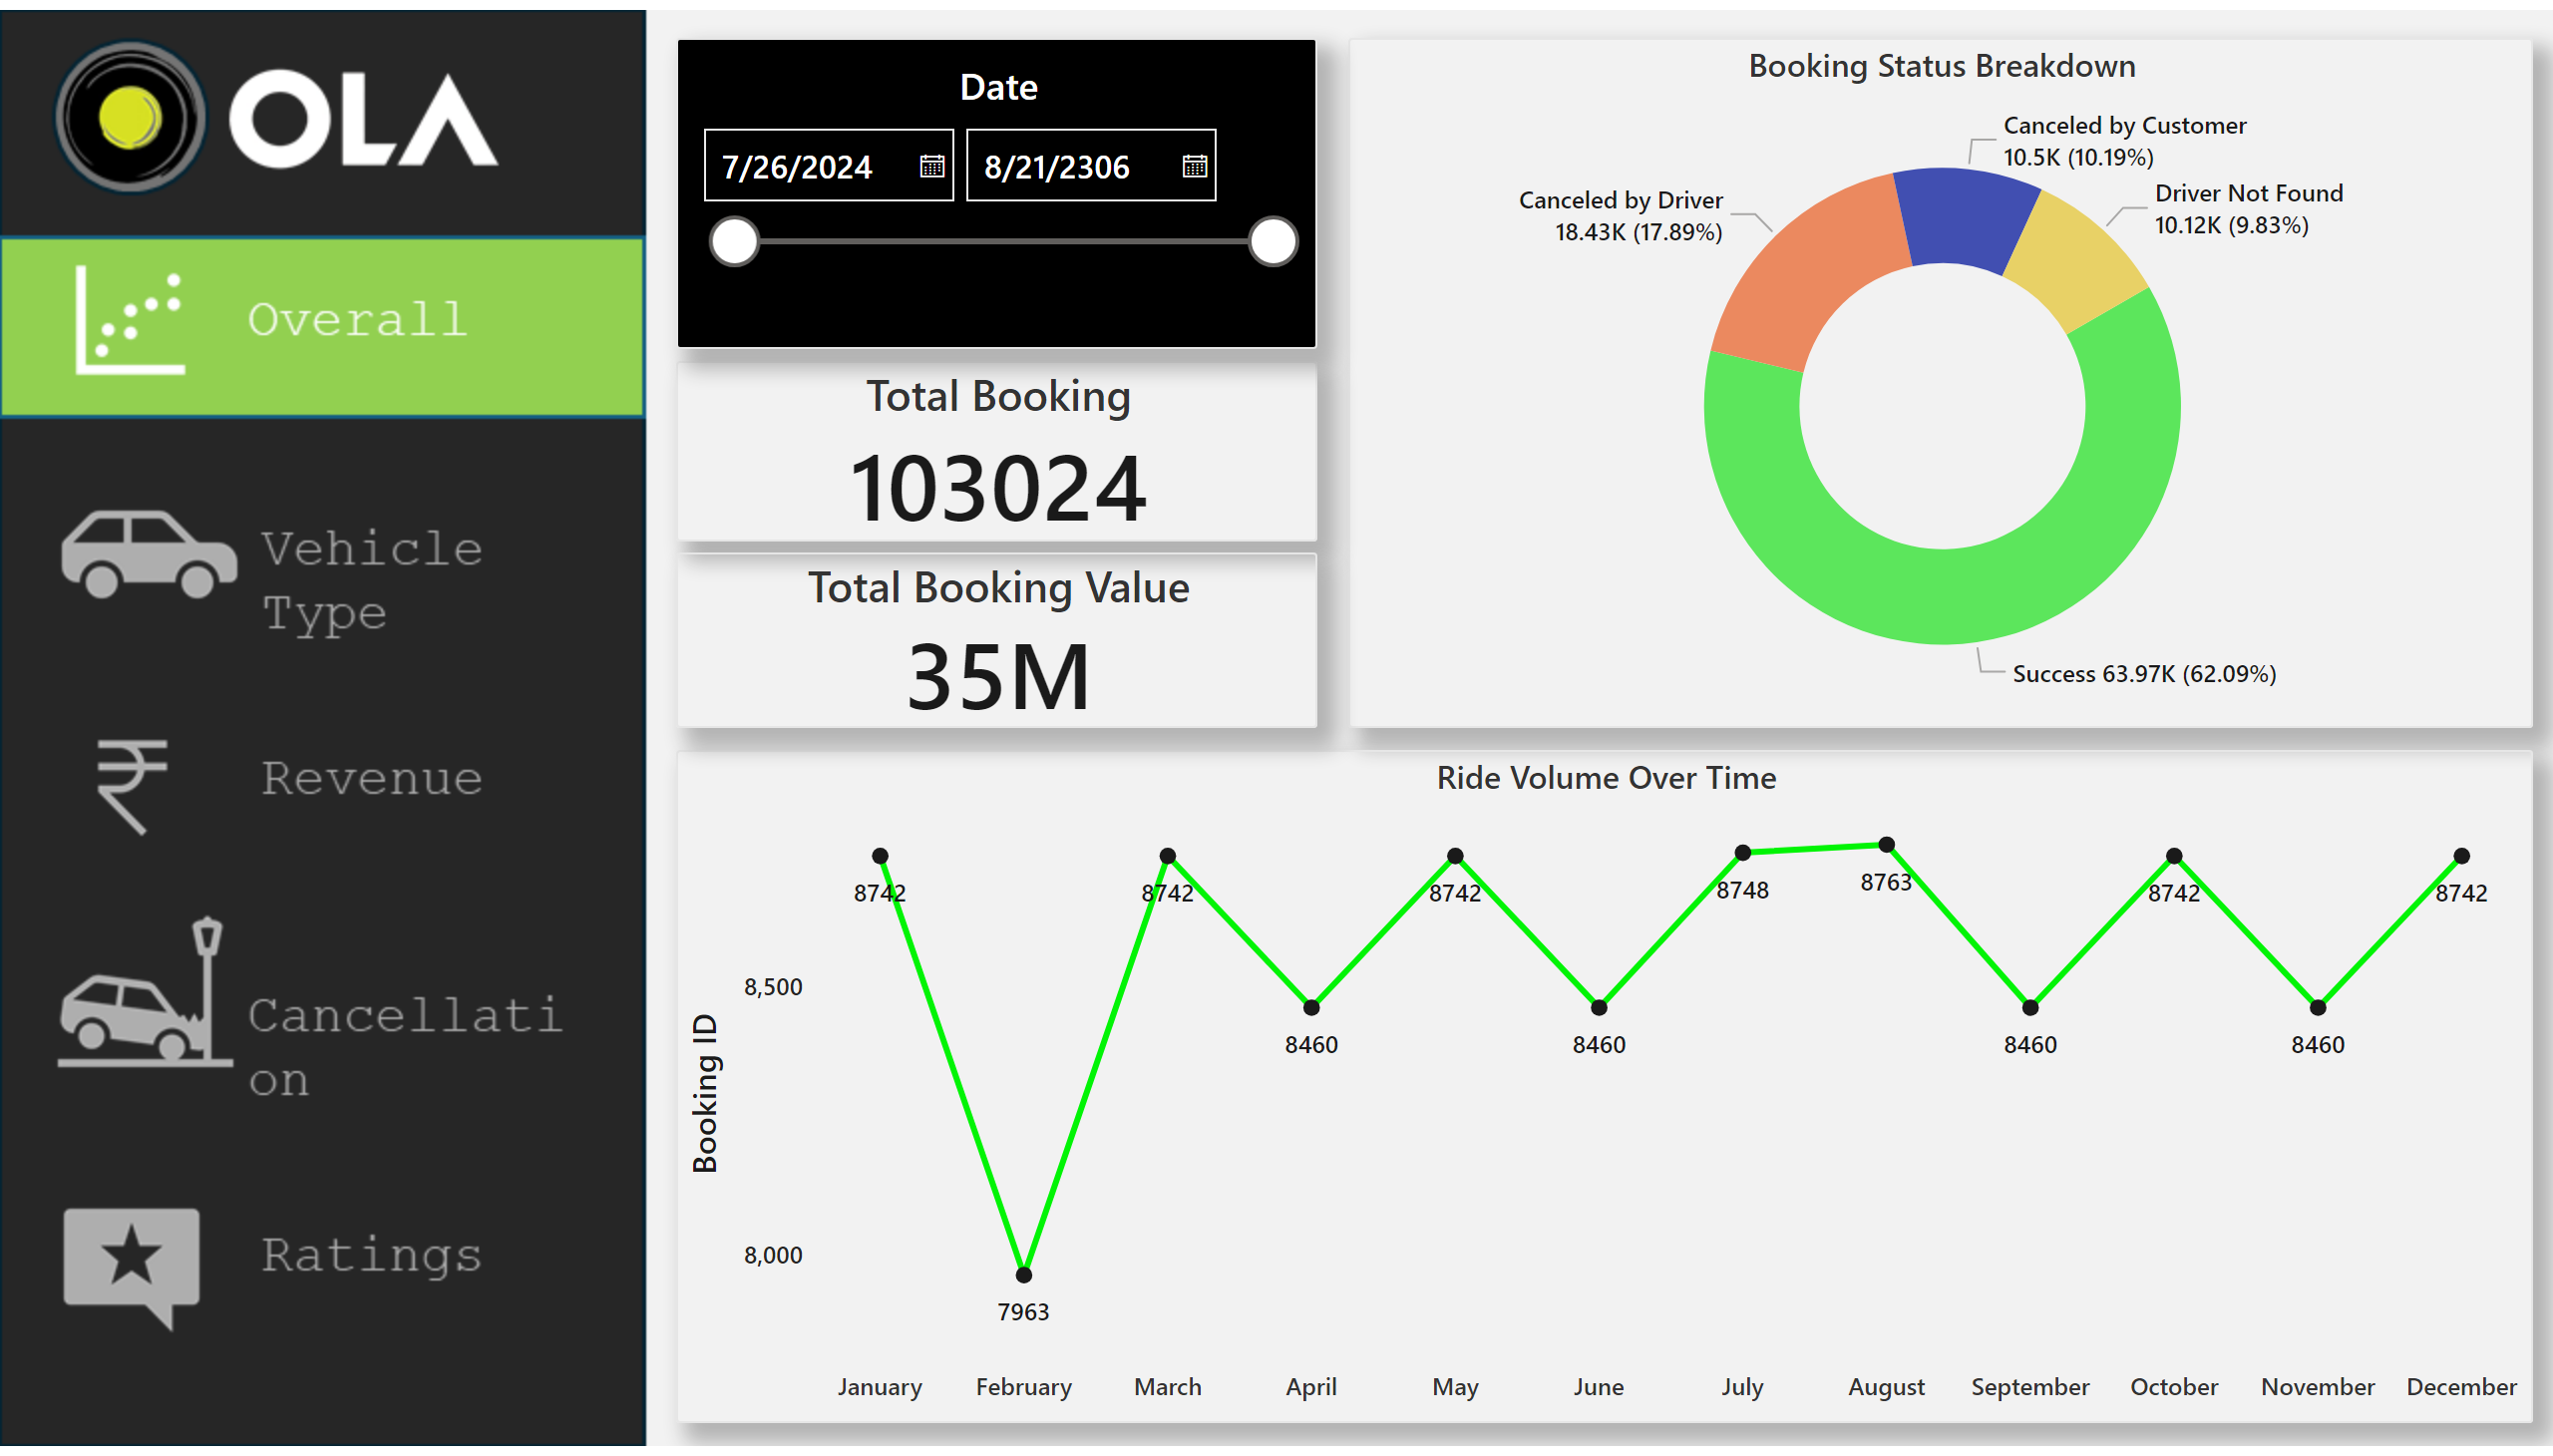 OLA
Overall
Vehicle
Type
Revenue
Cancellati
on
Ratings
Date
7/26/2024
8/21/2306
Total Booking
103024
Total Booking Value
35M
Booking Status Breakdown
Canceled by Customer
10.5K (10.19%)
Driver Not Found
10.12K (9.83%)
Canceled by Driver
18.43K (17.89%)
Success 63.97K (62.09%)
Ride Volume Over Time
Booking ID
8,500
8,000
8742
7963
8742
8460
8742
8460
8748
8763
8460
8742
8460
8742
January
February
March
April
May
June
July
August
September
October
November
December